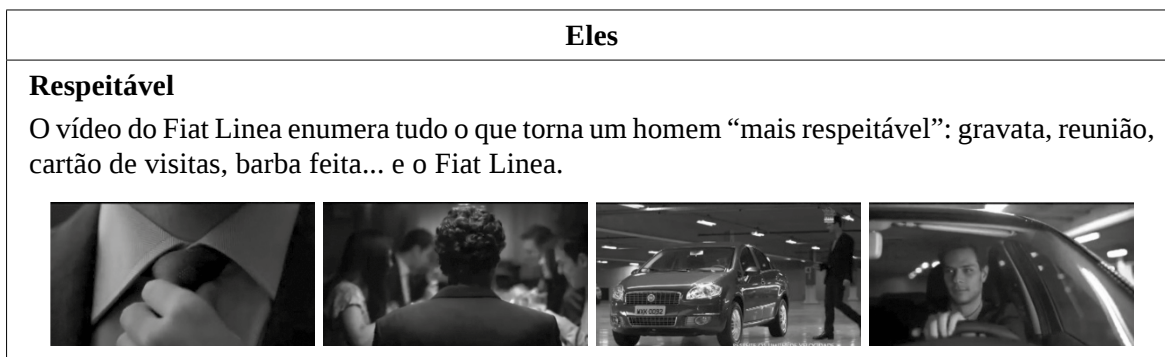 Eles
Respeitável
O vídeo do Fiat Linea enumera tudo o que torna um homem “mais respeitável”: gravata, reunião,
cartão de visitas, barba feita... e o Fiat Linea.